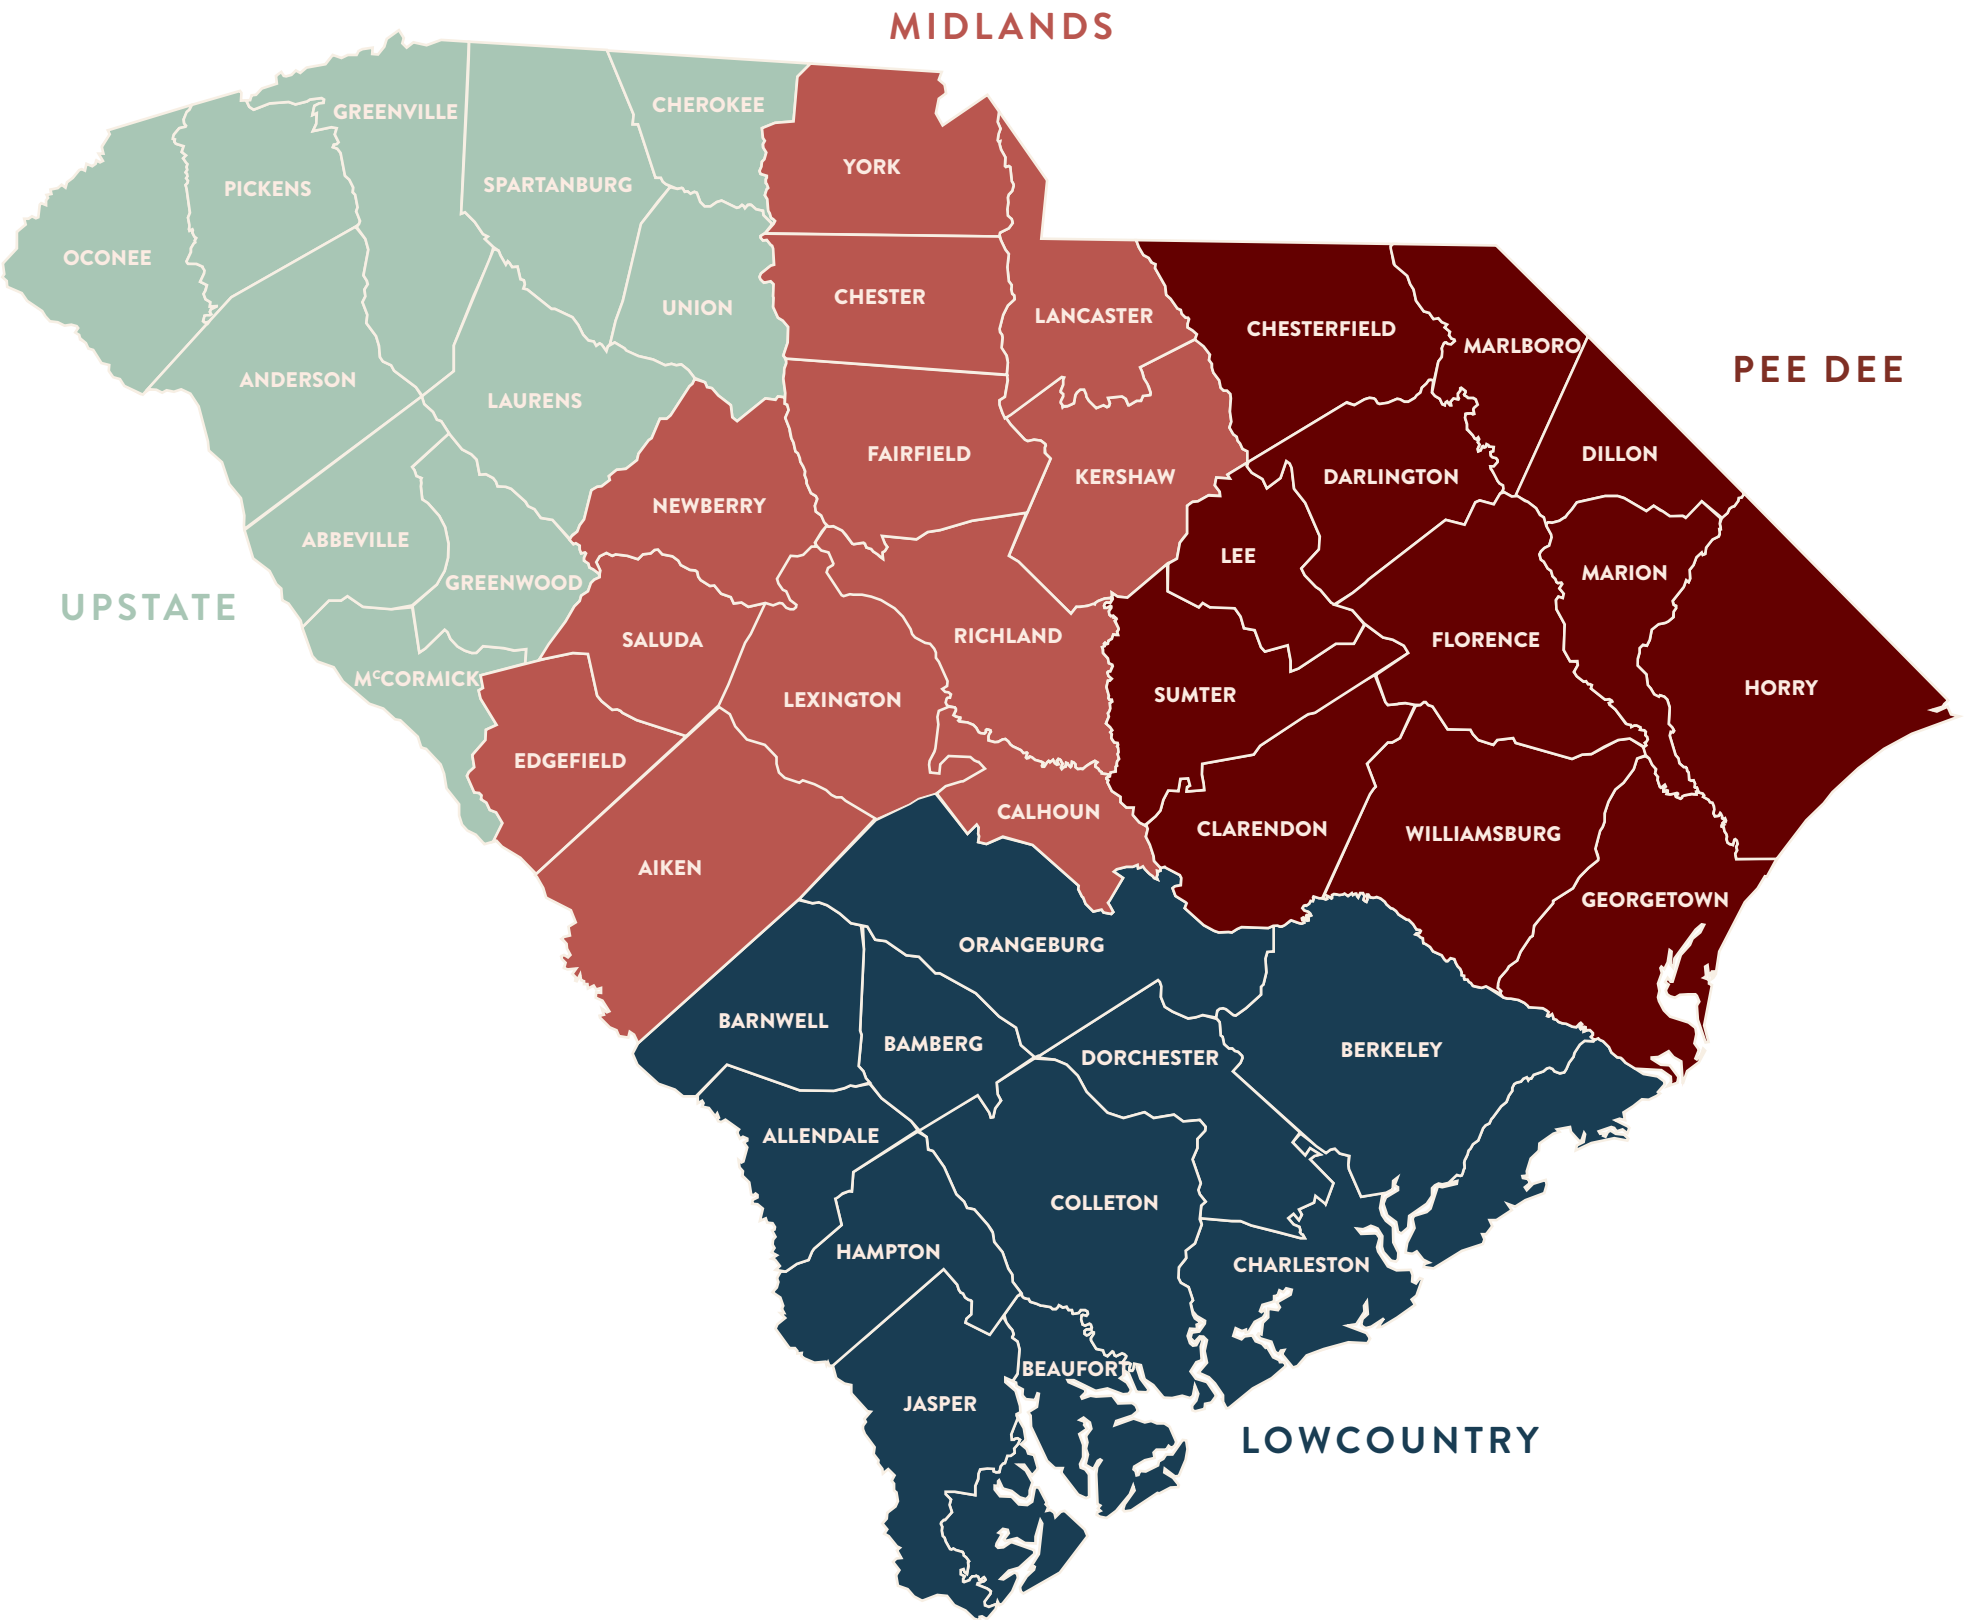 MIDLANDS
CHEROKEE
GREENVILLE
YORK
SPARTANBURG
PICKENS
OCONEE
CHESTER
UNION
LANCASTER
CHESTERFIELD
MARLBORO
PEE DEE
ANDERSON
LAURENS
FAIRFIELD
DILLON
KERSHAW
DARLINGTON
NEWBERRY
ABBEVILLE
LEE
MARION
GREENWOOD
UPSTATE
RICHLAND
SALUDA
FLORENCE
MCCORMICK
HORRY
SUMTER
LEXINGTON
EDGEFIELD
CALHOUN
CLARENDON
WILLIAMSBURG
AIKEN
GEORGETOWN
ORANGEBURG
BARNWELL
BAMBERG
BERKELEY
DORCHESTER
ALLENDALE
COLLETON
HAMPTON
CHARLESTON
BEAUFORT
JASPER
LOWCOUNTRY